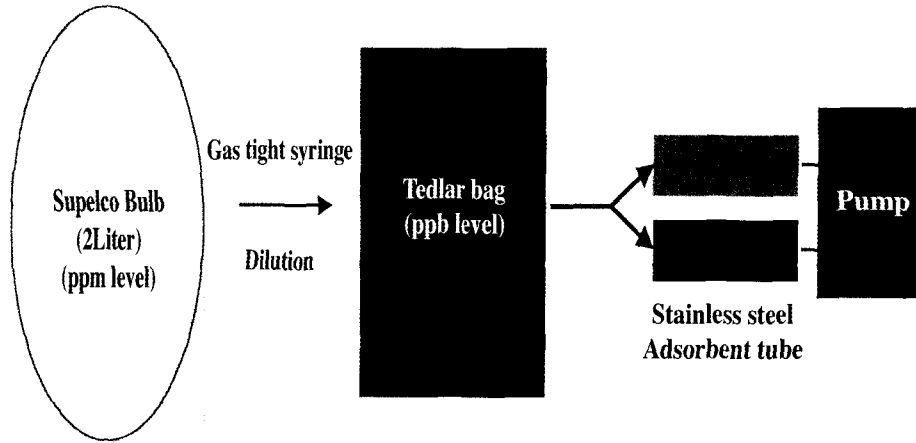 Supelco Bulb
(2Liter)
(ppm level)
Gas tight syringe
Dilution
Tedlar bag
(ppb level)
Stainless steel
Adsorbent tube
Pump